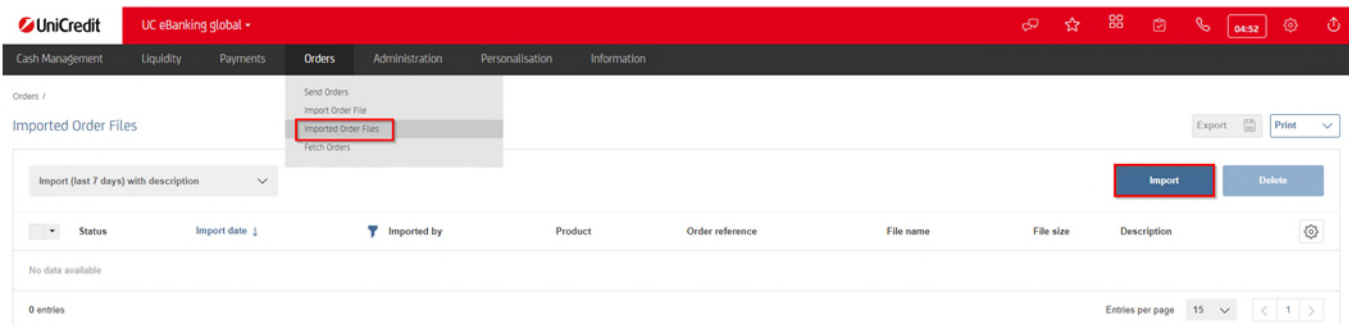 UniCredit UC eBanking global 04:52
Cash Management Liquidity Payments Orders Administration Personalisation Information
Orders /
Send Orders
Import Order File
Imported Order Files
Fetch Orders
Imported Order Files Export Print
Import (last 7 days) with description Import Delete
Status Import date ↓ Imported by Product Order reference File name File size Description
No data available
0 entries Entries per page 15 < 1 >